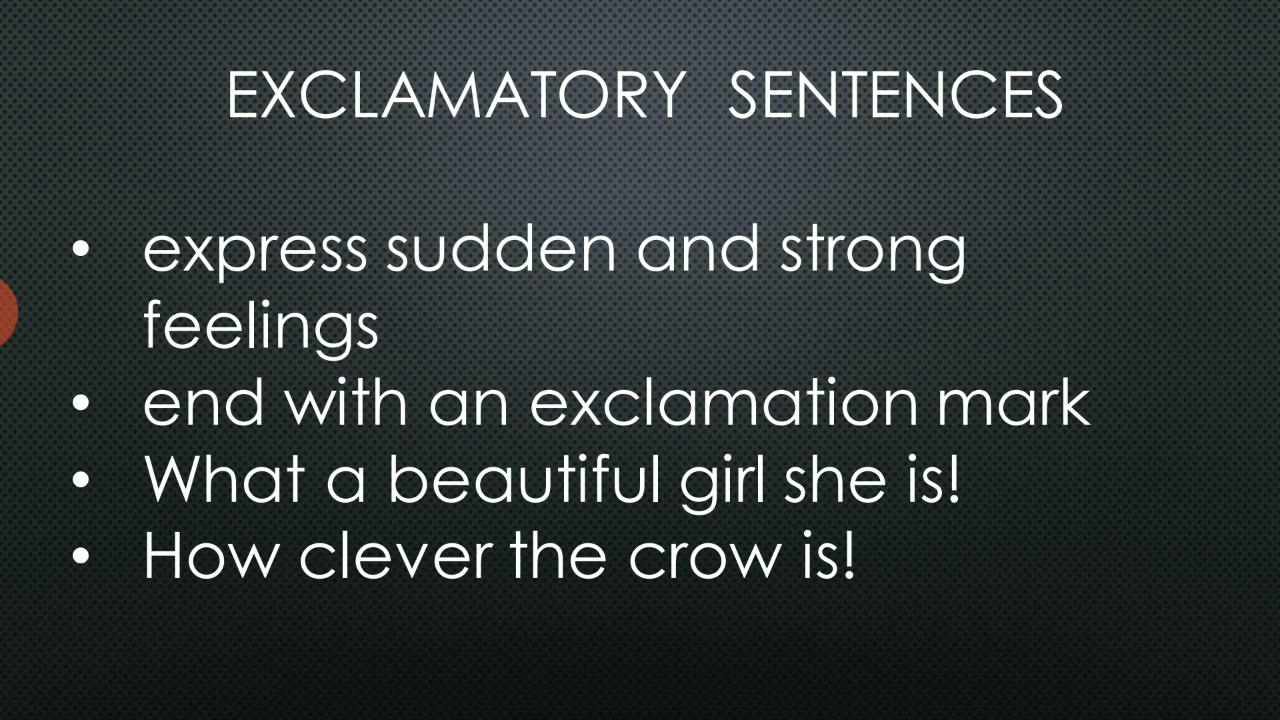 EXCLAMATORY SENTENCES
• express sudden and strong
feelings
• end with an exclamation mark
• What a beautiful girl she is!
• How clever the crow is!